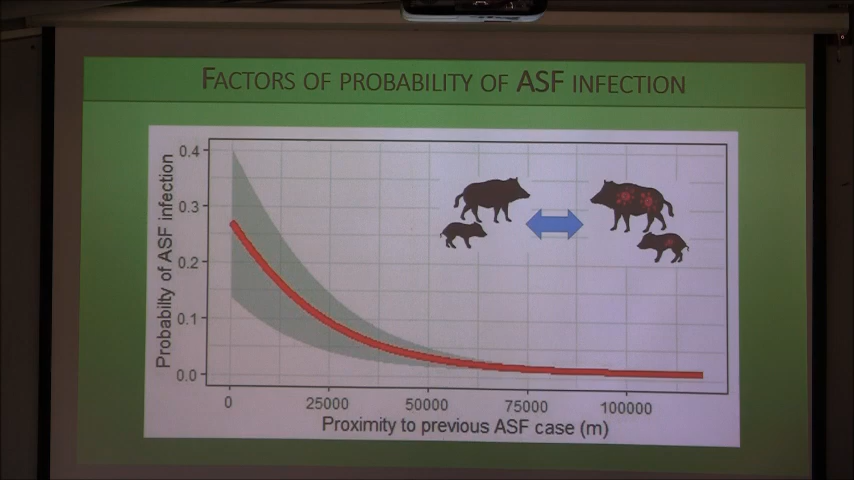 FACTORS OF PROBABILITY OF ASF INFECTION
0.4
0.3
0.2
0.1
0.0
Probabilty of ASF infection
0 25000 50000 75000 100000
Proximity to previous ASF case (m)